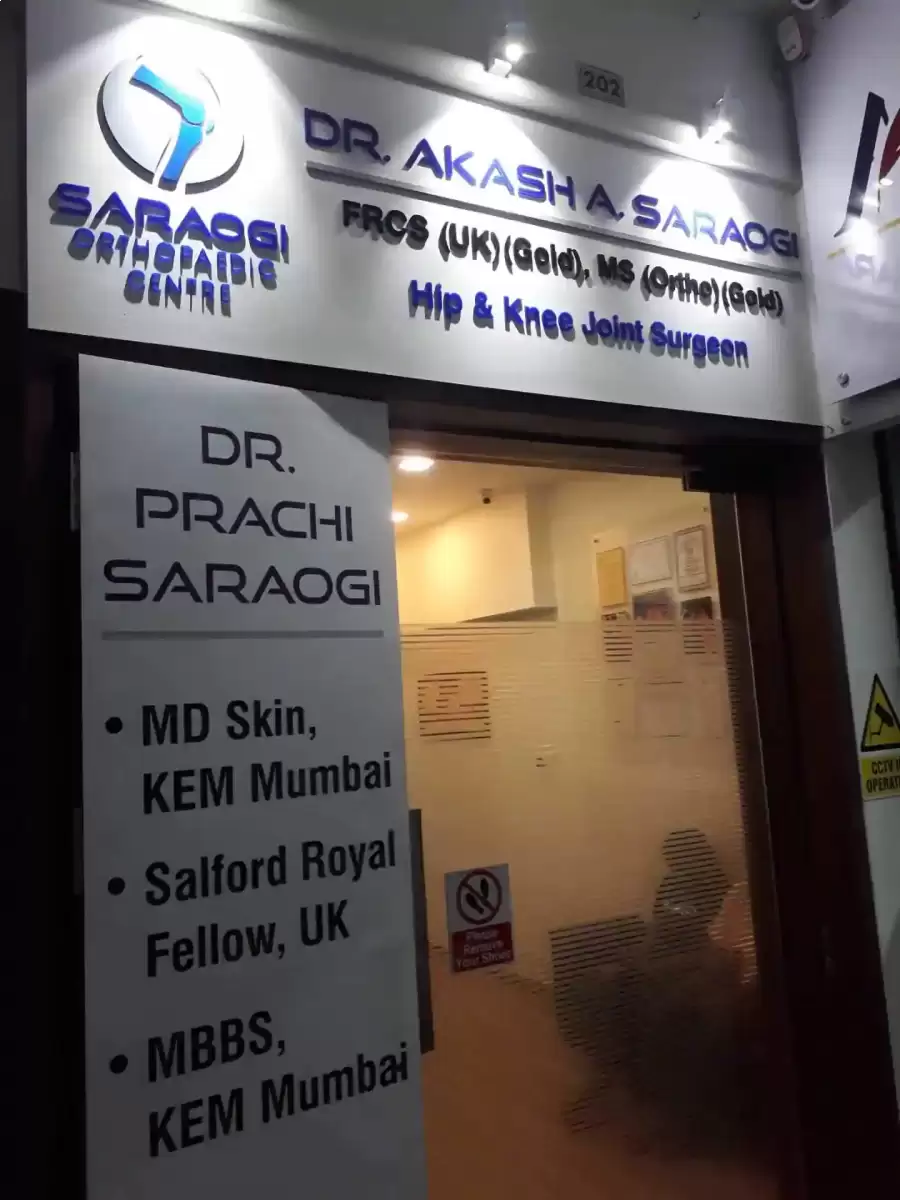 202
SARAOGI
ORTHOPAEDIC
CENTRE
DR. AKASH A. SARAOGI
FRCS (UK)(Gold), MS (Ortho)(Gold)
Hip & Knee Joint Surgeon
DR.
PRACHI
SARAOGI
• MD Skin,
KEM Mumbai
• Salford Royal
Fellow, UK
• MBBS,
KEM Mumbai
Please
Remove
Your Shoes
CCTV